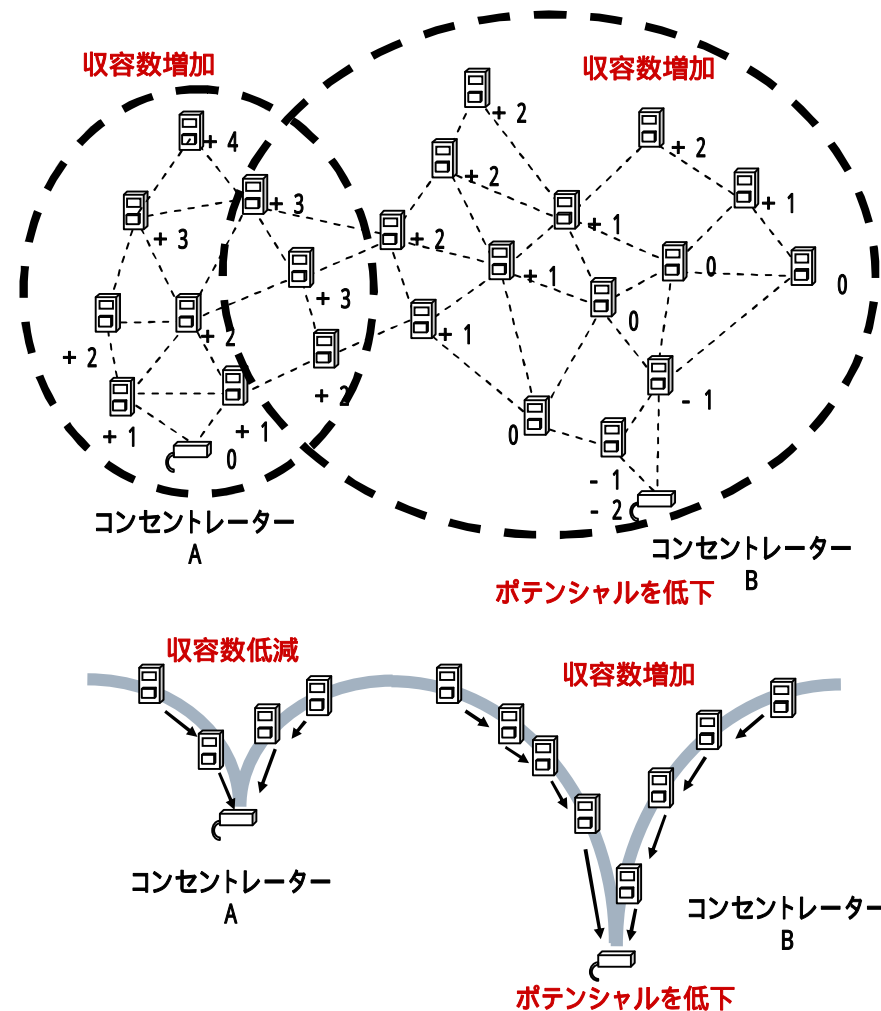 収容数増加
収容数増加
+ 2
+ 4
+ 2
+ 2
+ 3
+ 1
+ 1
+ 3
+ 2
+ 1
0
0
+ 3
0
+ 2
+ 2
+ 1
+ 2
- 1
+ 1
+ 1
0
0
- 1
- 2
コンセントレーター
A
コンセントレーター
B
ポテンシャルを低下
収容数低減
収容数増加
コンセントレーター
A
コンセントレーター
B
ポテンシャルを低下